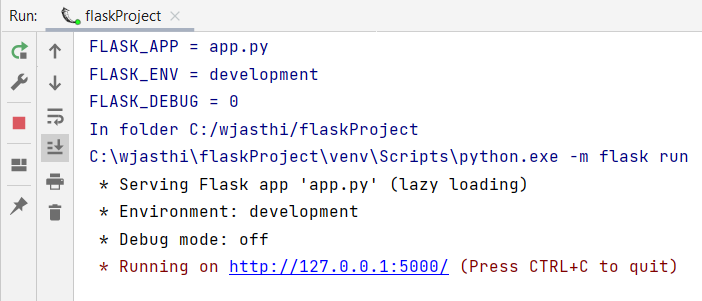 Run: flaskProject
FLASK_APP = app.py
FLASK_ENV = development
FLASK_DEBUG = 0
In folder C:/wjasthi/flaskProject
C:\wjasthi\flaskProject\venv\Scripts\python.exe -m flask run
* Serving Flask app 'app.py' (lazy loading)
* Environment: development
* Debug mode: off
* Running on http://127.0.0.1:5000/ (Press CTRL+C to quit)